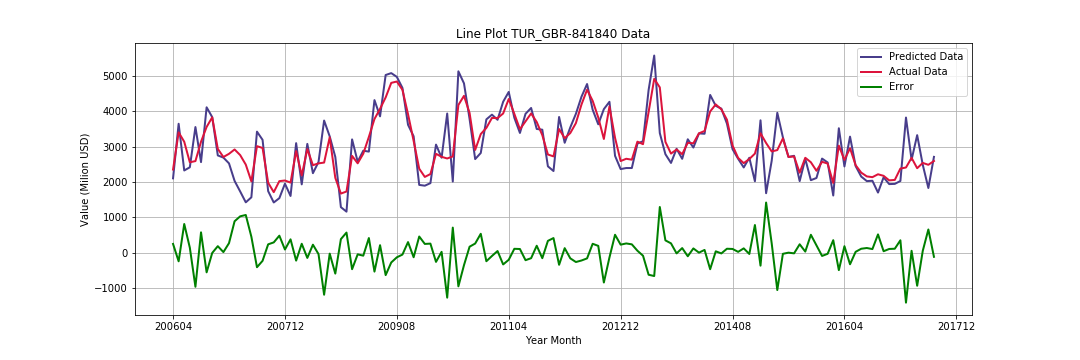 Line Plot TUR_GBR-841840 Data
Predicted Data
Actual Data
Error
Value (Milion USD)
5000
4000
3000
2000
1000
0
−1000
200604
200712
200908
201104
201212
201408
201604
201712
Year Month